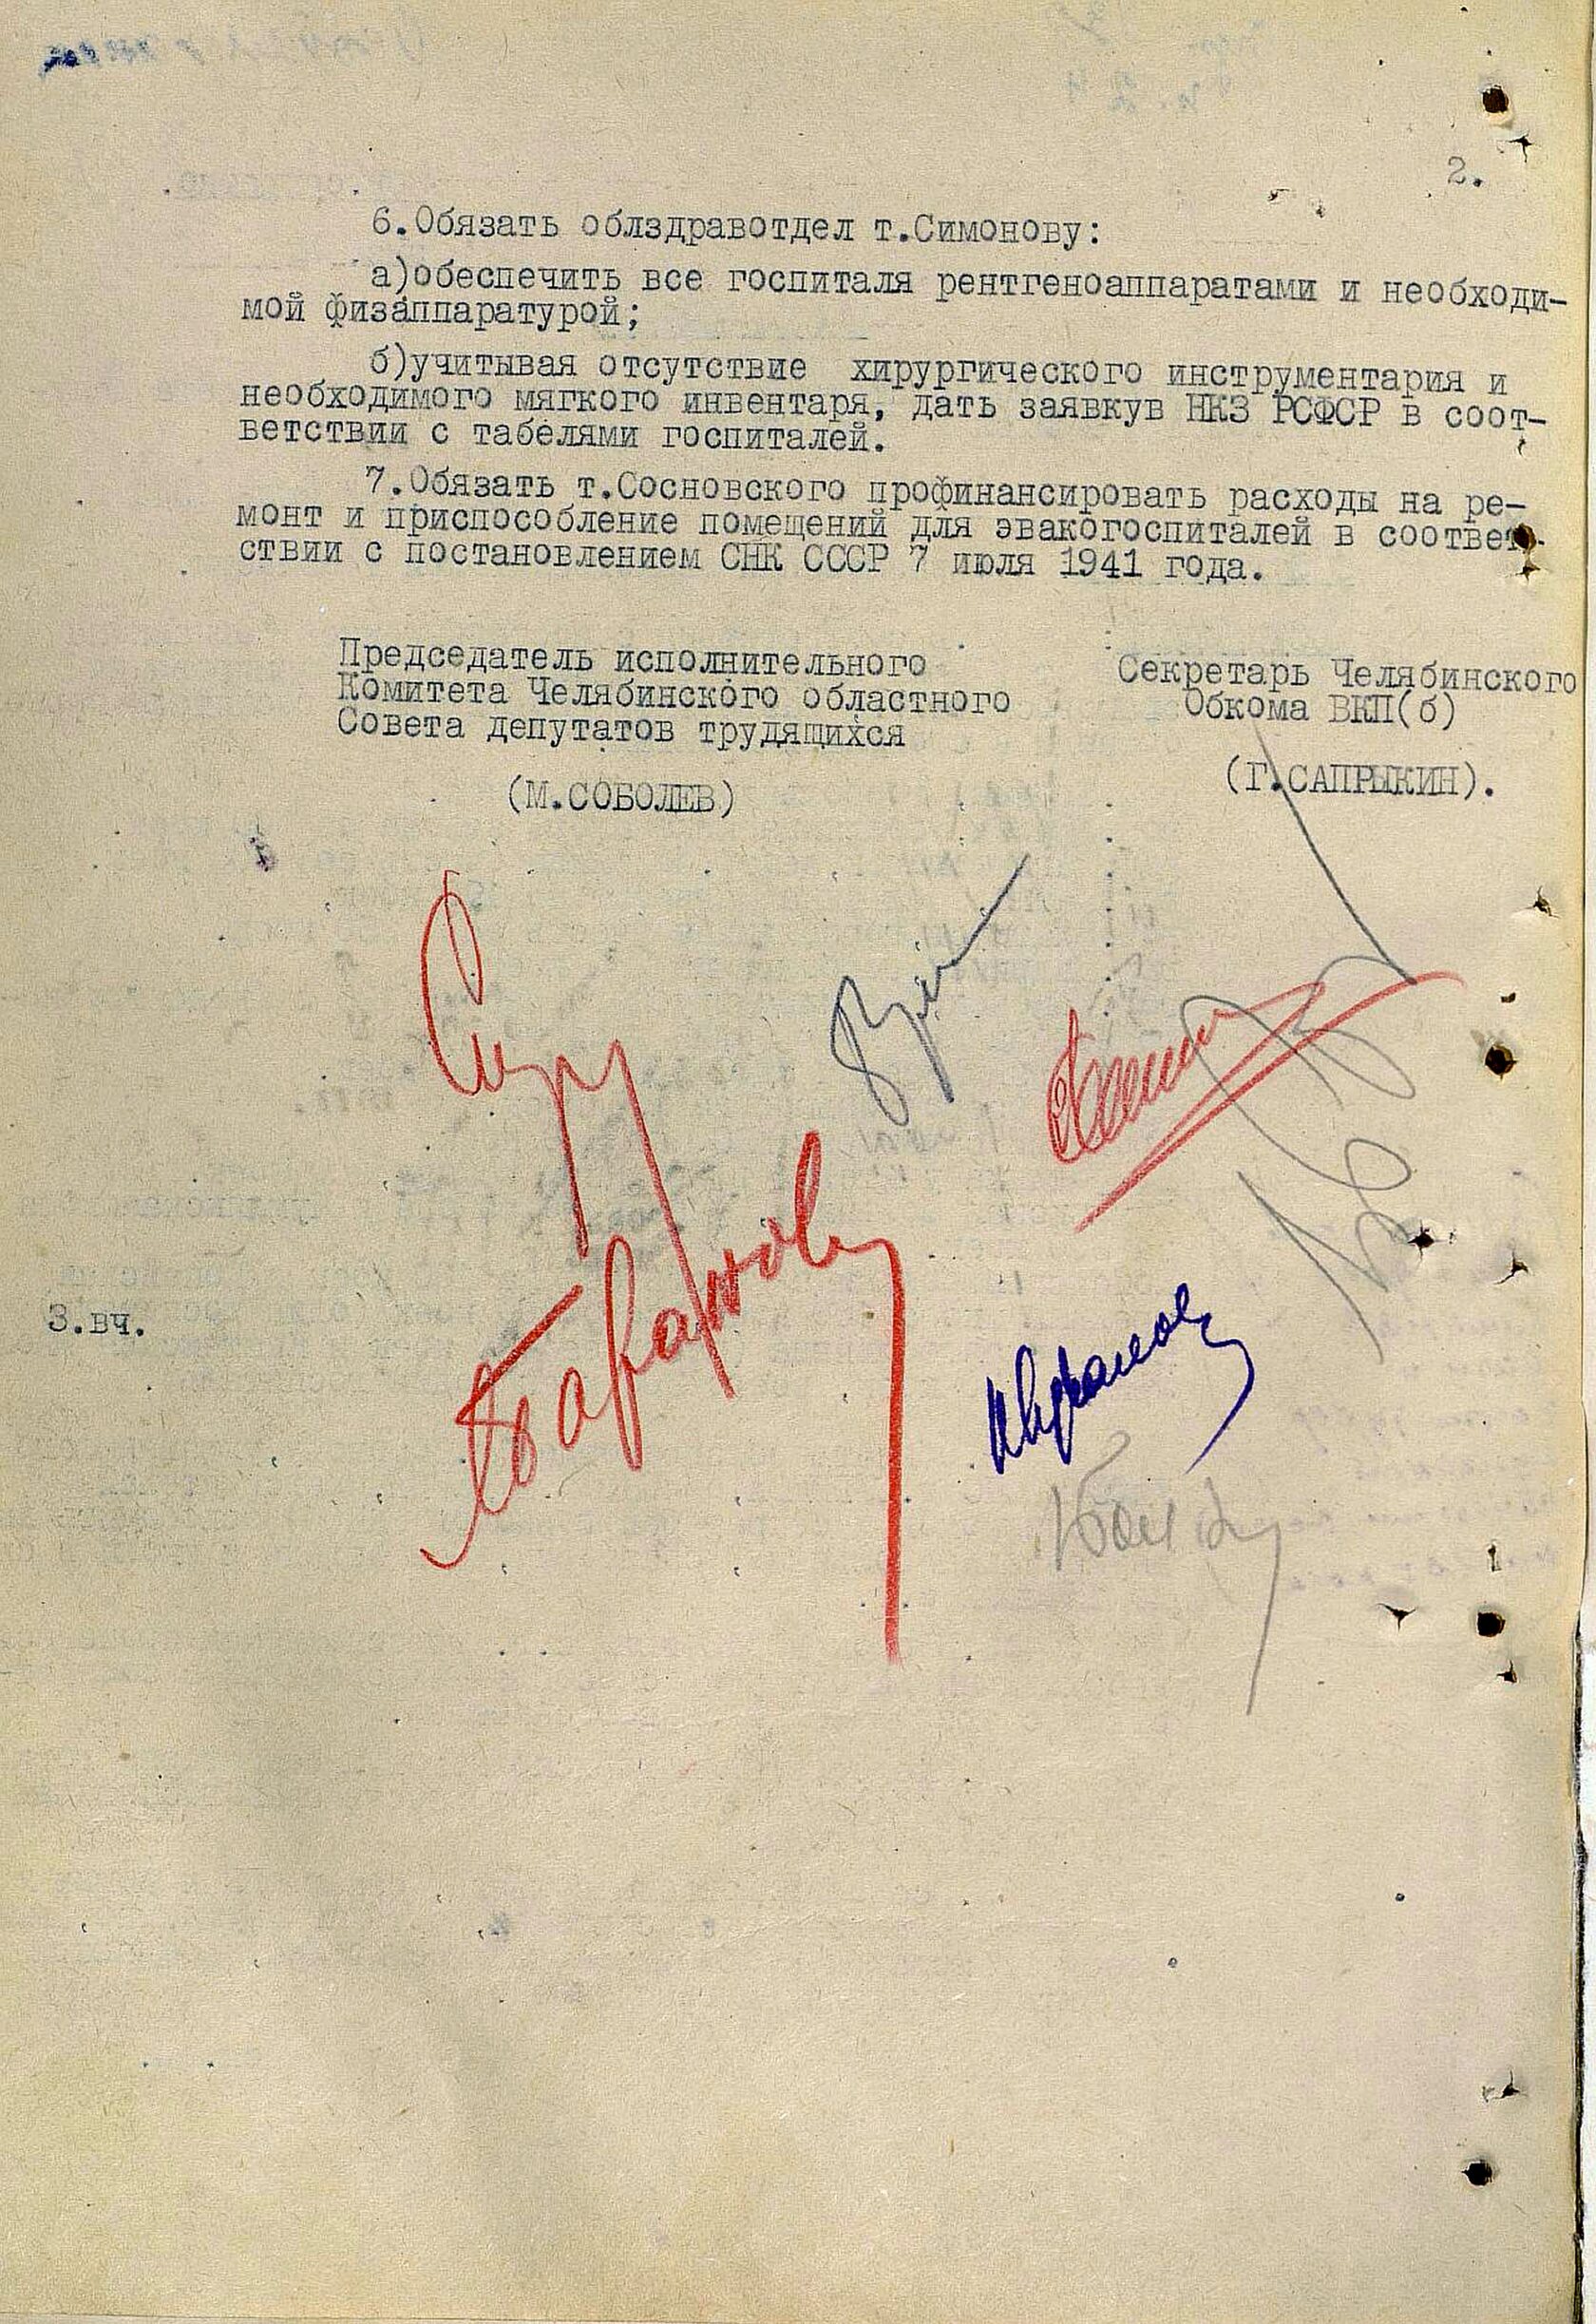 2.
6.Обязать облздравотдел т.Симонову:
а)обеспечить все госпиталя рентгеноаппаратами и необходи-
мой физаппаратурой;
б)учитывая отсутствие хирургического инструментария и
необходимого мягкого инвентаря, дать заявкув НКЗ РСФСР в соот-
ветствии с табелями госпиталей.
7.Обязать т.Сосновского профинансировать расходы на ре-
монт и приспособление помещений для эвакогоспиталей в соответ-
ствии с постановлением СНК СССР 7 июля 1941 года.
Председатель исполнительного
Комитета Челябинского областного
Совета депутатов трудящихся
(М.СОБОЛЕВ)
Секретарь Челябинского
Обкома ВКП(б)
(Г.САПРЫКИН).
Баранов
3.вч.